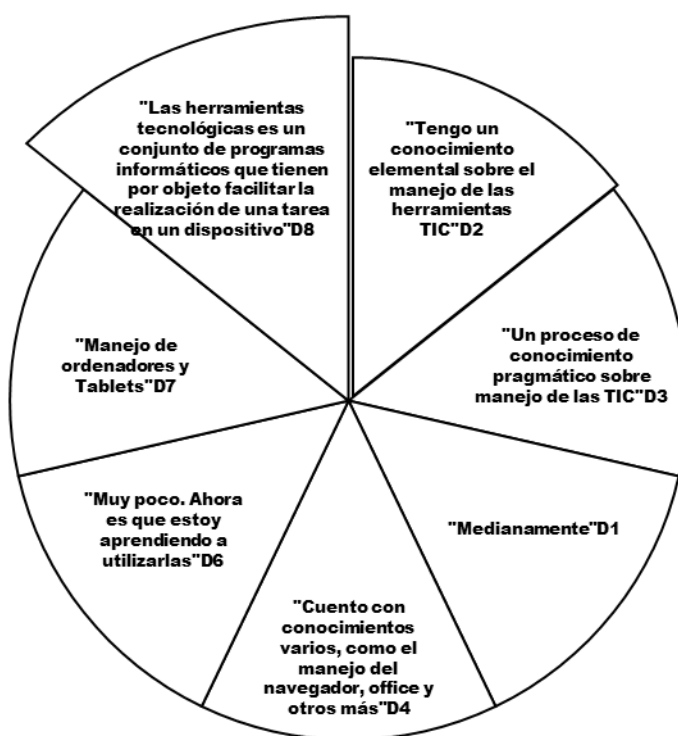 "Las herramientas
tecnológicas es un
conjunto de programas
informáticos que tienen
por objeto facilitar la
realización de una tarea
en un dispositivo"D8
"Tengo un
conocimiento
elemental sobre el
manejo de las
herramientas
TIC"D2
"Un proceso de
conocimiento
pragmático sobre
manejo de las TIC"D3
"Medianamente"D1
"Cuento con
conocimientos
varios, como el
manejo del
navegador, office y
otros más"D4
"Muy poco. Ahora
es que estoy
aprendiendo a
utilizarlas"D6
"Manejo de
ordenadores y
Tablets"D7